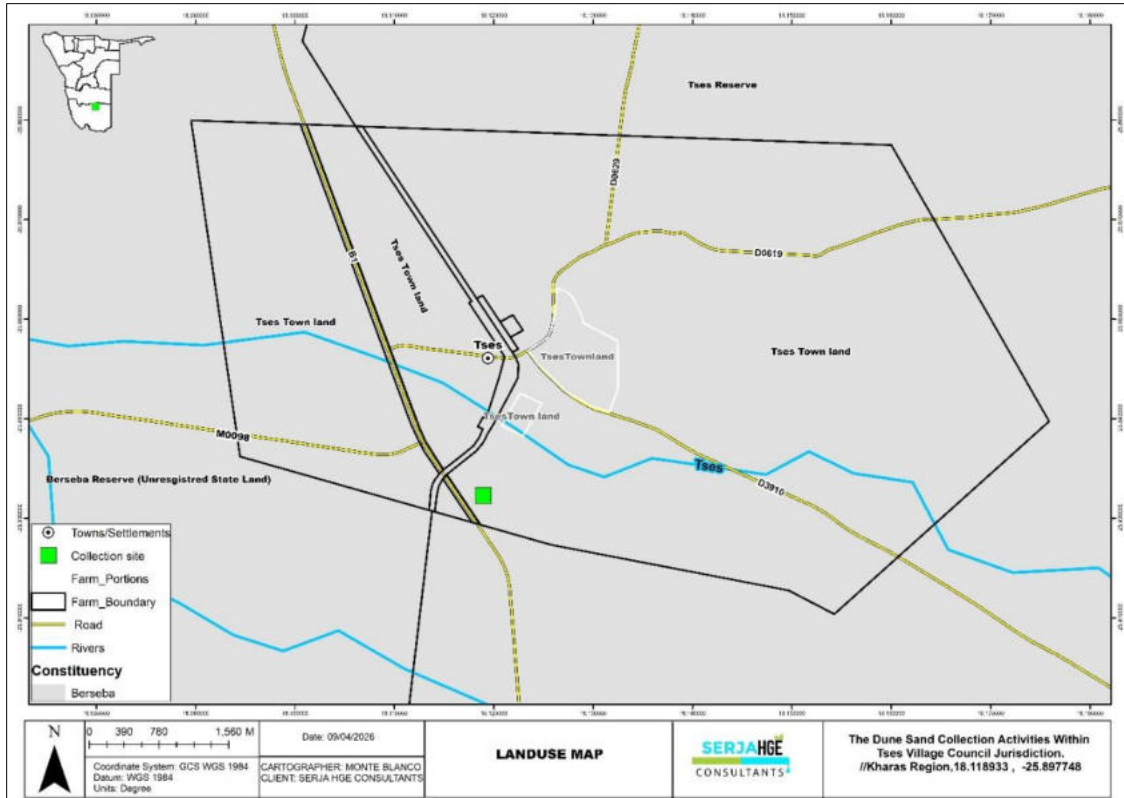 Tses Reserve
D0629
D0619
B1
Tses Town land
Tses Town land
Tses
TsesTownland
Tses Town land
TsesTown land
M0098
Tses
D3910
Berseba Reserve (Unresgistred State Land)
Towns/Settlements
Collection site
Farm_Portions
Farm_Boundary
Road
Rivers
Constituency
Berseba
N
0 390 780 1,560 M
Coordinate System: GCS WGS 1984
Datum: WGS 1984
Units: Degree
Date: 09/04/2026
CARTOGRAPHER: MONTE BLANCO
CLIENT: SERJA HGE CONSULTANTS
LANDUSE MAP
SERJAHGE
CONSULTANTS
The Dune Sand Collection Activities Within
Tses Village Council Jurisdiction.
//Kharas Region,18.118933 , -25.897748